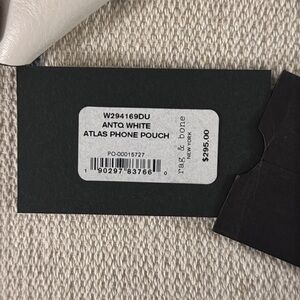 W294169DU
ANTQ WHITE
ATLAS PHONE POUCH
PO-00015727
1 90297 83766 0
rag & bone
NEW YORK
$295.00